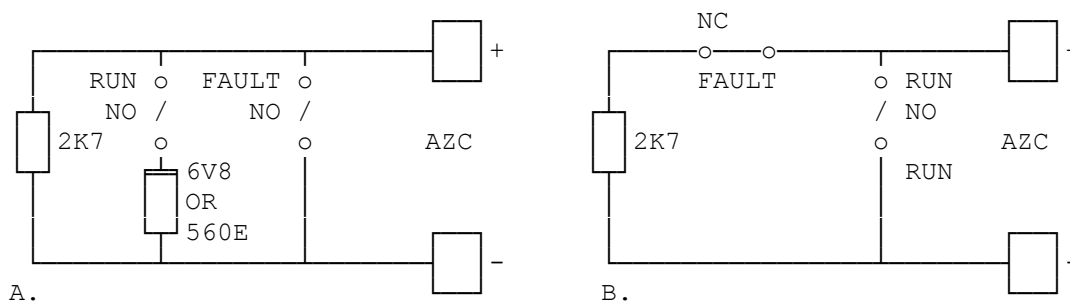 +
RUN
FAULT
NO
NO
2K7
AZC
6V8
OR
560E
-
A.
NC
+
FAULT
RUN
NO
2K7
AZC
RUN
-
B.